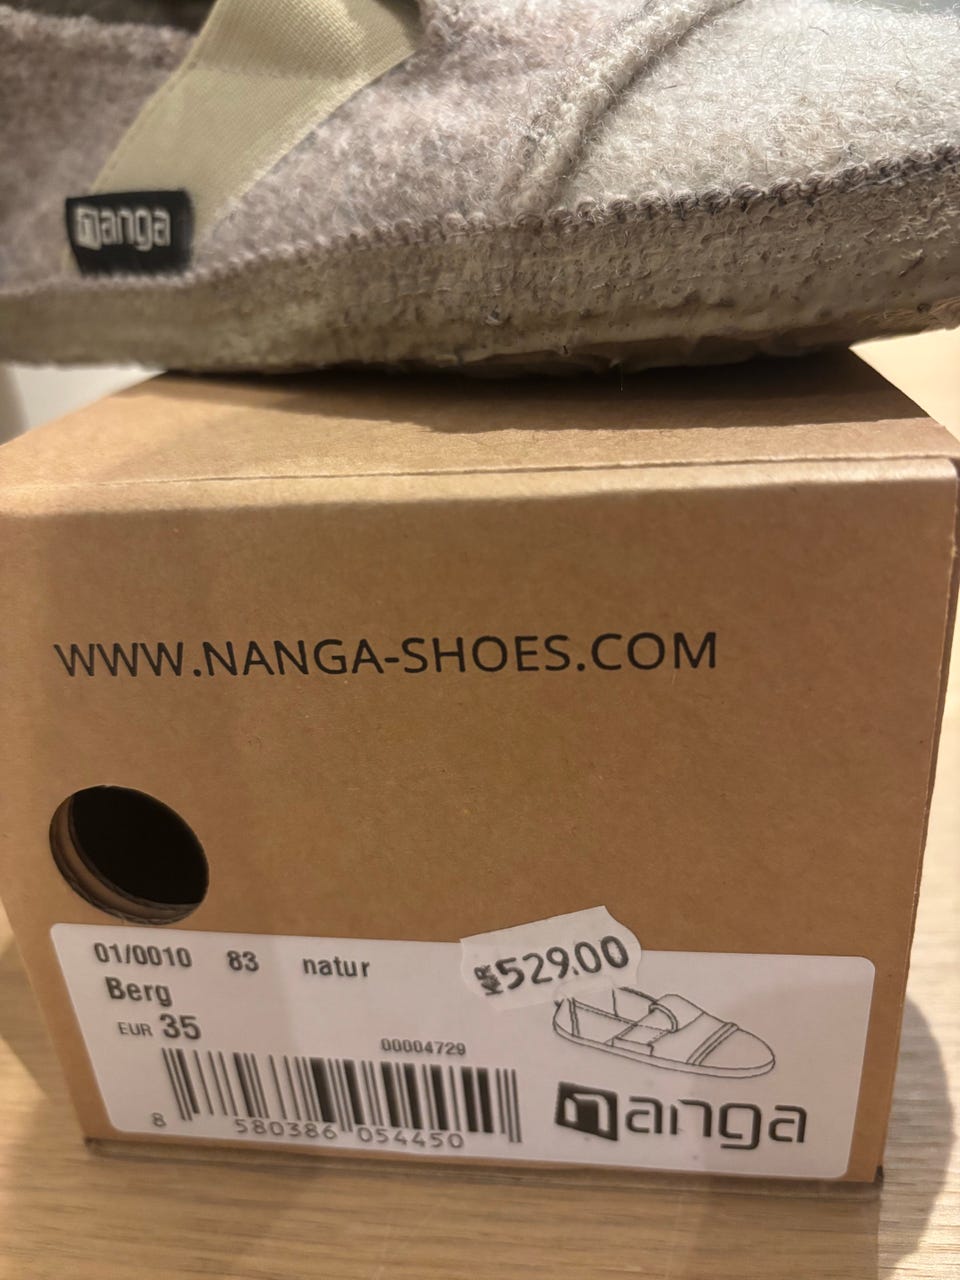 nanga
WWW.NANGA-SHOES.COM
01/0010 83 natur
529.00
Berg
EUR 35
00004729
8 580386 054450
nanga